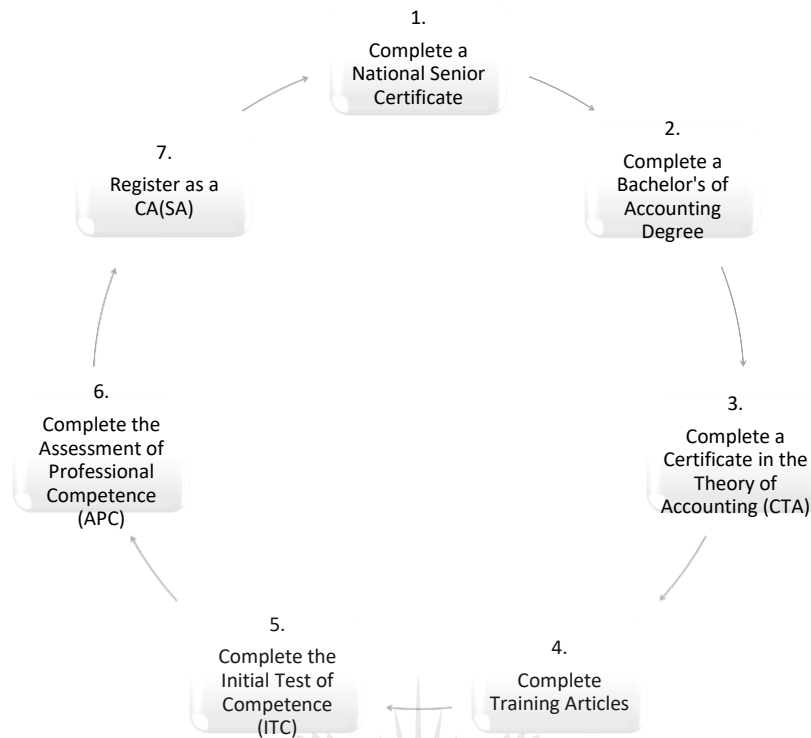 1.
Complete a
National Senior
Certificate
2.
Complete a
Bachelor's of
Accounting
Degree
3.
Complete a
Certificate in the
Theory of
Accounting (CTA)
4.
Complete
Training Articles
5.
Complete the
Initial Test of
Competence
(ITC)
6.
Complete the
Assessment of
Professional
Competence
(APC)
7.
Register as a
CA(SA)